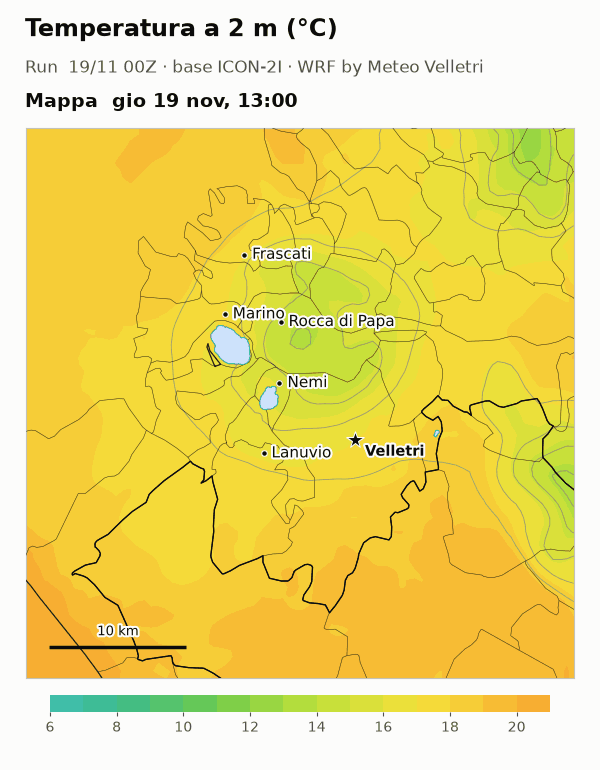 Temperatura a 2 m (°C)
Run  19/11 00Z · base ICON-2I · WRF by Meteo Velletri
Mappa  gio 19 nov, 13:00
Frascati
Marino
Rocca di Papa
Nemi
Velletri
Lanuvio
10 km
6 8 10 12 14 16 18 20